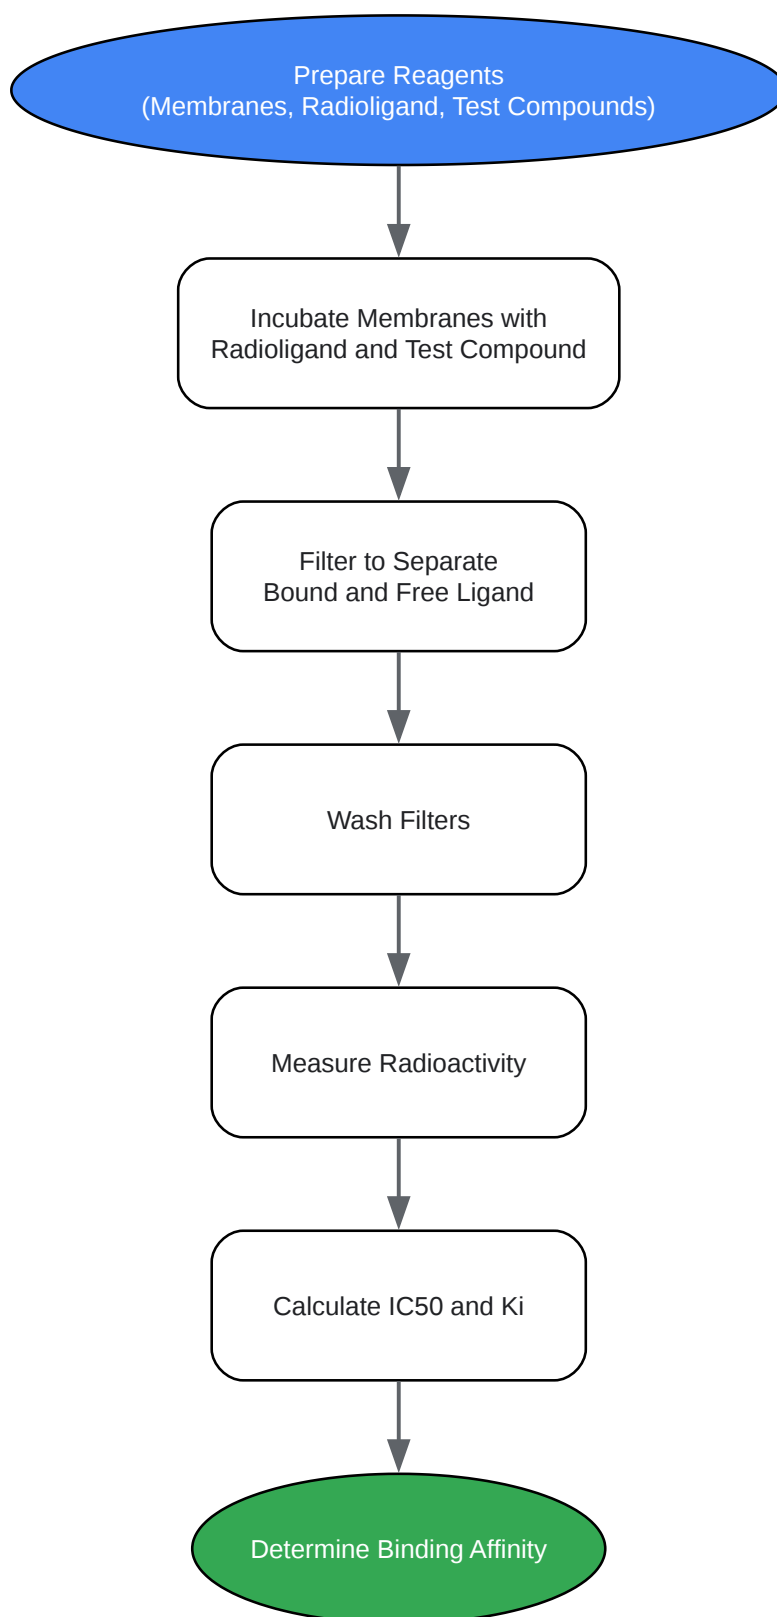 Prepare Reagents
(Membranes, Radioligand, Test Compounds)
Incubate Membranes with
Radioligand and Test Compound
Filter to Separate
Bound and Free Ligand
Wash Filters
Measure Radioactivity
Calculate IC50 and Ki
Determine Binding Affinity